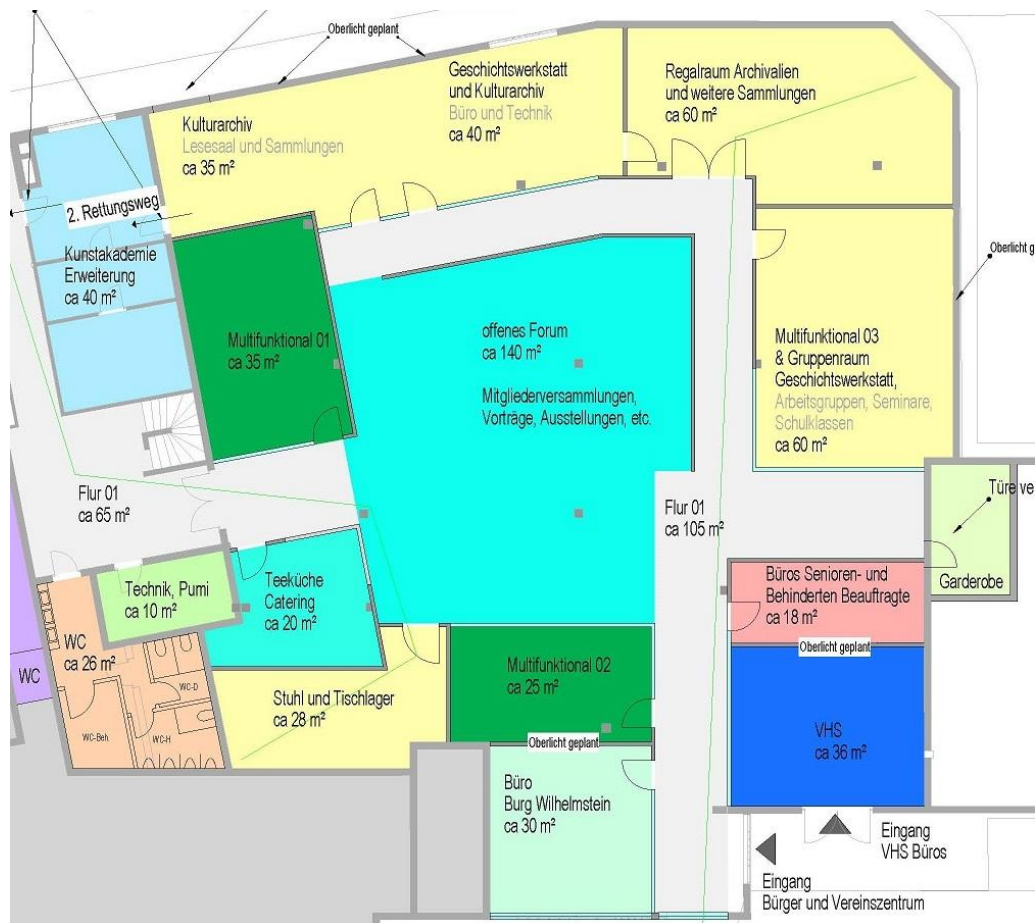 Oberlicht geplant
Geschichtswerkstatt
und Kulturarchiv
Büro und Technik
ca 40 m²
Regalraum Archivalien
und weitere Sammlungen
ca 60 m²
Kulturarchiv
Lesesaal und Sammlungen
ca 35 m²
2. Rettungsweg
Kunstakademie
Erweiterung
ca 40 m²
Oberlicht g
Multifunktional 01
ca 35 m²
offenes Forum
ca 140 m²
Mitgliederversammlungen,
Vorträge, Ausstellungen, etc.
Multifunktional 03
& Gruppenraum
Geschichtswerkstatt,
Arbeitsgruppen, Seminare,
Schulklassen
ca 60 m²
Flur 01
ca 65 m²
Flur 01
ca 105 m²
Türe ve
Garderobe
Technik, Pumi
ca 10 m²
Teeküche
Catering
ca 20 m²
Büros Senioren- und
Behinderten Beauftragte
ca 18 m²
Oberlicht geplant
WC
ca 26 m²
WC
WC-D
WC-Beh.
WC-H
Stuhl und Tischlager
ca 28 m²
Multifunktional 02
ca 25 m²
Oberlicht geplant
VHS
ca 36 m²
Büro
Burg Wilhelmstein
ca 30 m²
Eingang
VHS Büros
Eingang
Bürger und Vereinszentrum